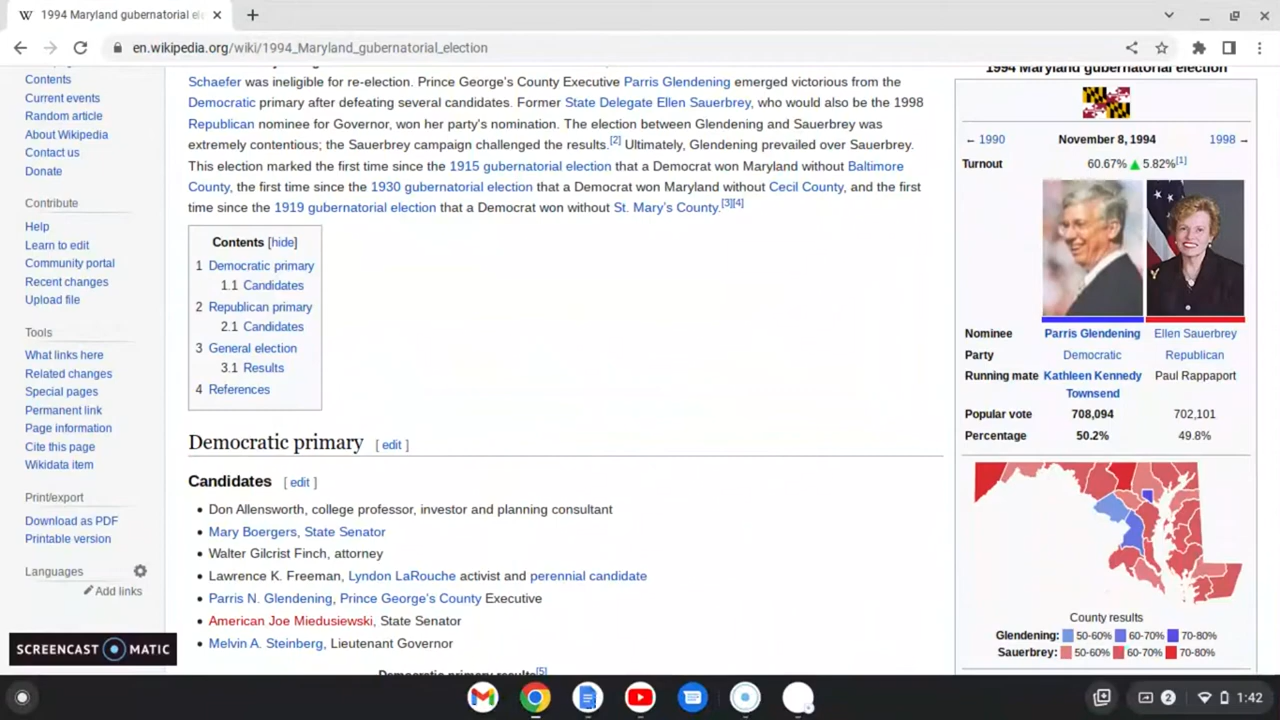 1994 Maryland gubernatorial ele
en.wikipedia.org/wiki/1994_Maryland_gubernatorial_election
Contents
Current events
Random article
About Wikipedia
Contact us
Donate
Contribute
Help
Learn to edit
Community portal
Recent changes
Upload file
Tools
What links here
Related changes
Special pages
Permanent link
Page information
Cite this page
Wikidata item
Print/export
Download as PDF
Printable version
Languages
Add links
Schaefer was ineligible for re-election. Prince George's County Executive Parris Glendening emerged victorious from the
Democratic primary after defeating several candidates. Former State Delegate Ellen Sauerbrey, who would also be the 1998
Republican nominee for Governor, won her party's nomination. The election between Glendening and Sauerbrey was
extremely contentious; the Sauerbrey campaign challenged the results.[2] Ultimately, Glendening prevailed over Sauerbrey.
This election marked the first time since the 1915 gubernatorial election that a Democrat won Maryland without Baltimore
County, the first time since the 1930 gubernatorial election that a Democrat won Maryland without Cecil County, and the first
time since the 1919 gubernatorial election that a Democrat won without St. Mary's County.[3][4]
Contents [hide]
1 Democratic primary
1.1 Candidates
2 Republican primary
2.1 Candidates
3 General election
3.1 Results
4 References
Democratic primary [ edit ]
Candidates [ edit ]
• Don Allensworth, college professor, investor and planning consultant
• Mary Boergers, State Senator
• Walter Gilcrist Finch, attorney
• Lawrence K. Freeman, Lyndon LaRouche activist and perennial candidate
• Parris N. Glendening, Prince George's County Executive
• American Joe Miedusiewski, State Senator
• Melvin A. Steinberg, Lieutenant Governor
Democratic primary results[5]
1994 Maryland gubernatorial election
← 1990 November 8, 1994 1998 →
Turnout 60.67% ▲ 5.82%[1]
Nominee Parris Glendening Ellen Sauerbrey
Party Democratic Republican
Running mate Kathleen Kennedy Townsend Paul Rappaport
Popular vote 708,094 702,101
Percentage 50.2% 49.8%
County results
Glendening: 50-60% 60-70% 70-80%
Sauerbrey: 50-60% 60-70% 70-80%
SCREENCAST MATIC
2 1:42